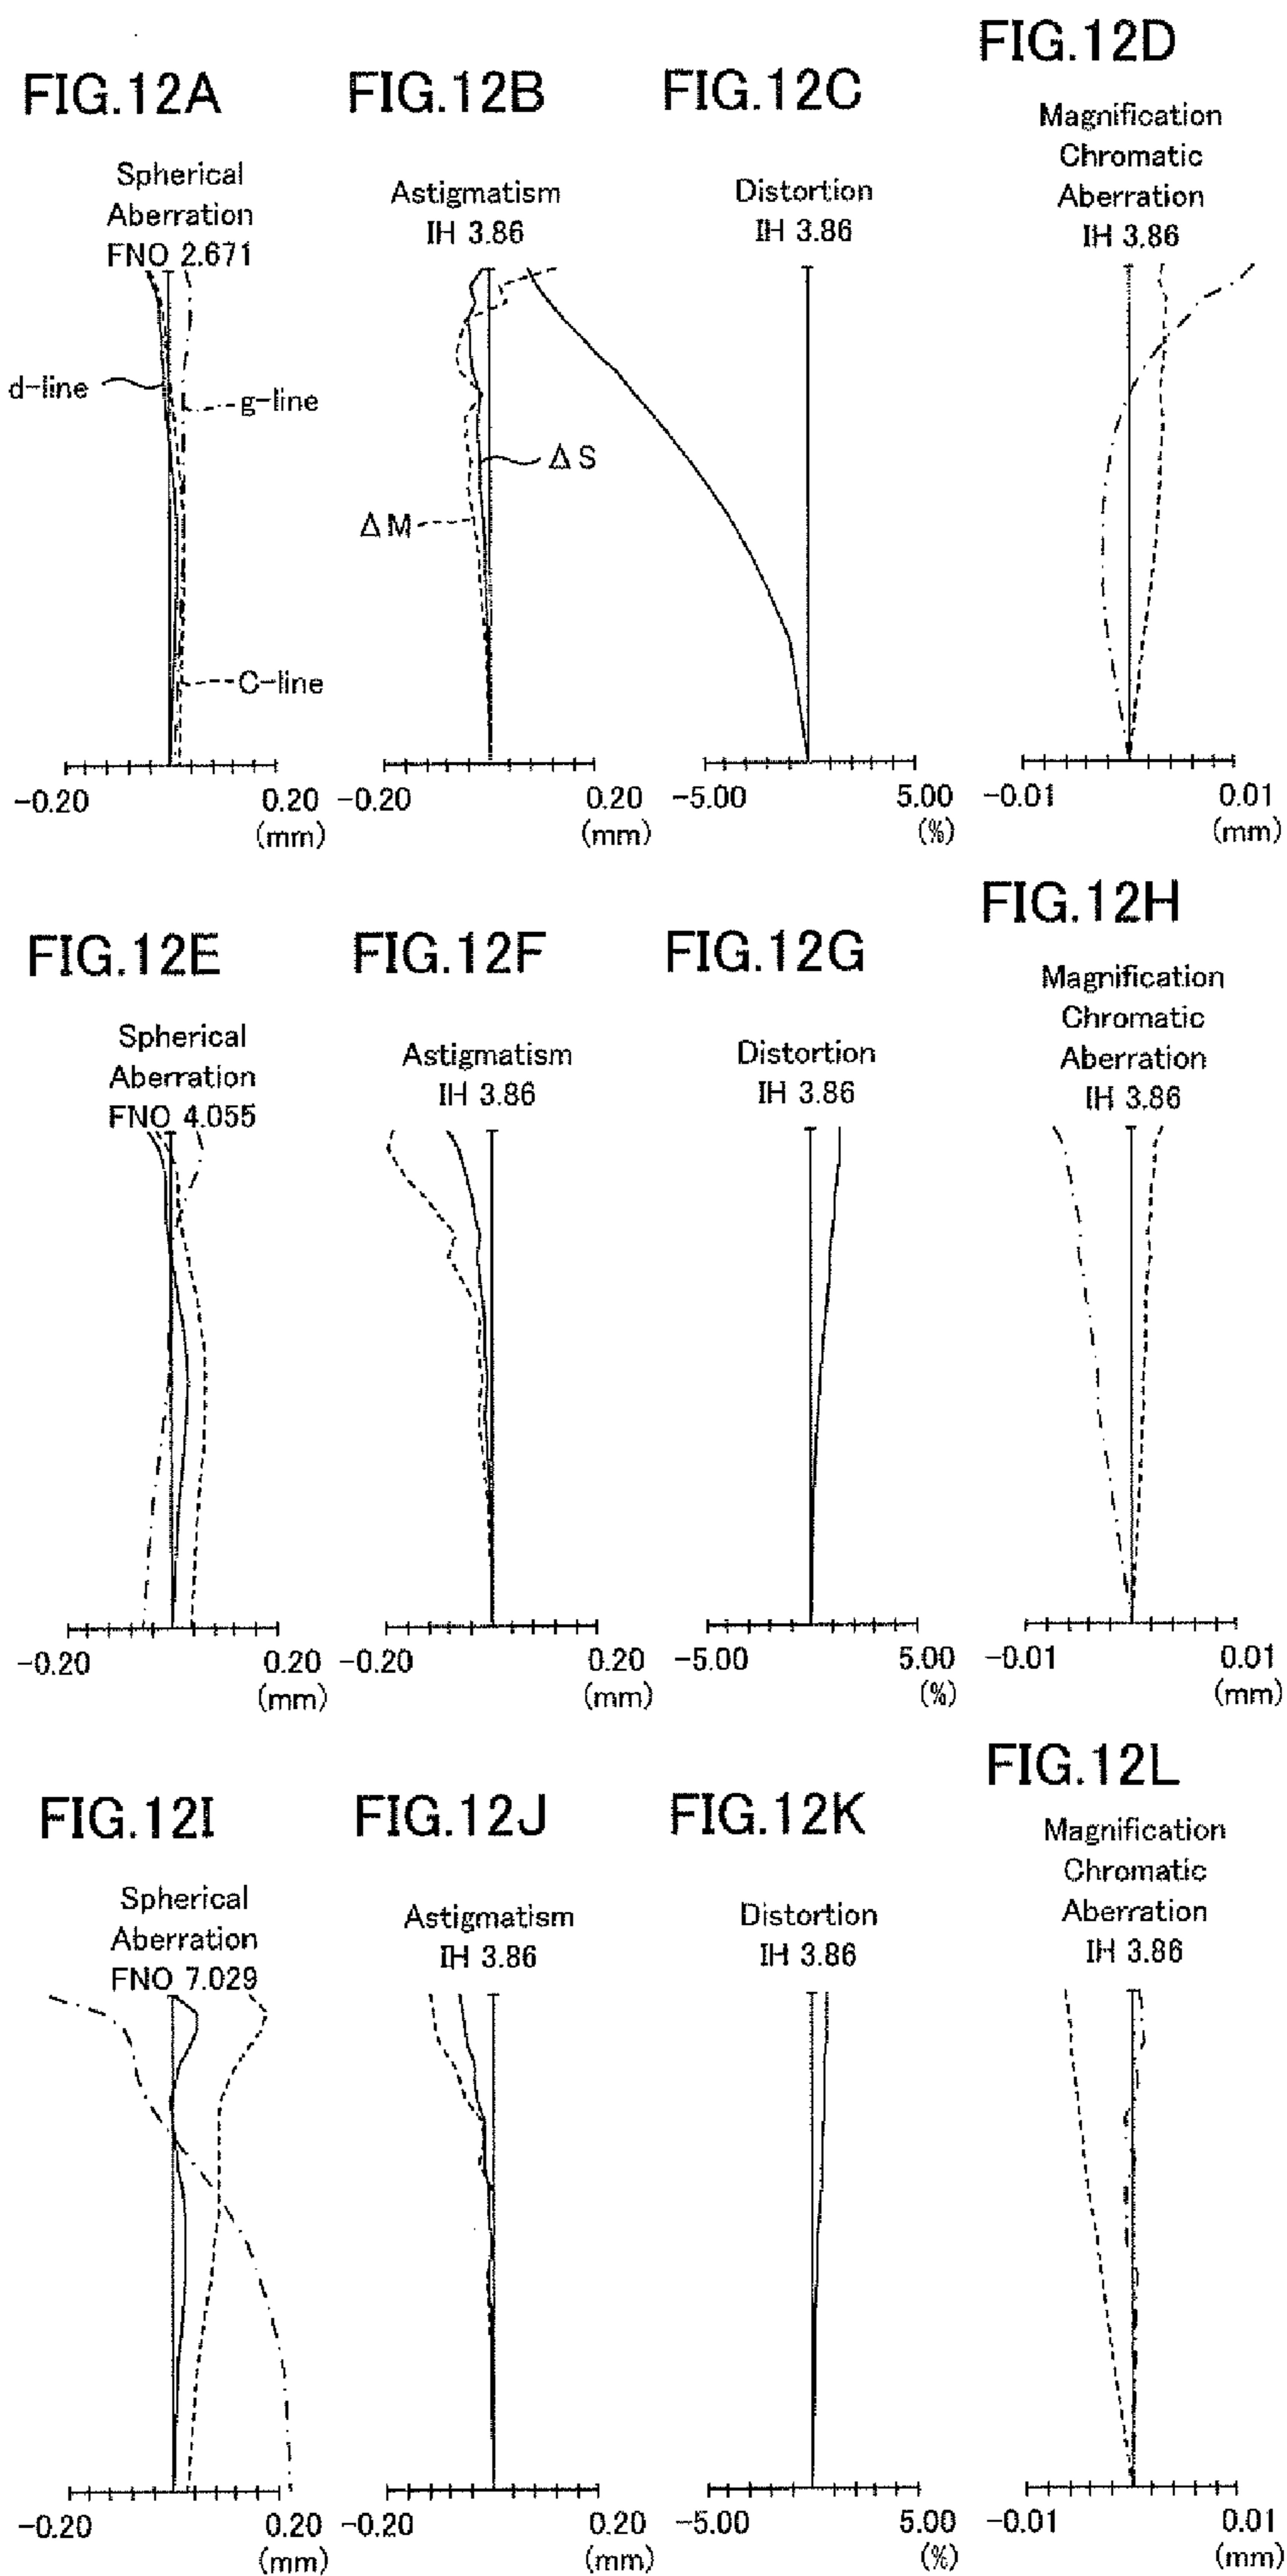 FIG.12A
Spherical
Aberration
FNO 2.671
d-line
g-line
C-line
-0.20
0.20
(mm)
FIG.12B
Astigmatism
IH 3.86
ΔS
ΔM
-0.20
0.20
(mm)
FIG.12C
Distortion
IH 3.86
-5.00
5.00
(%)
FIG.12D
Magnification
Chromatic
Aberration
IH 3.86
-0.01
0.01
(mm)
FIG.12E
Spherical
Aberration
FNO 4.055
-0.20
0.20
(mm)
FIG.12F
Astigmatism
IH 3.86
-0.20
0.20
(mm)
FIG.12G
Distortion
IH 3.86
-5.00
5.00
(%)
FIG.12H
Magnification
Chromatic
Aberration
IH 3.86
-0.01
0.01
(mm)
FIG.12I
Spherical
Aberration
FNO 7.029
-0.20
0.20
(mm)
FIG.12J
Astigmatism
IH 3.86
-0.20
0.20
(mm)
FIG.12K
Distortion
IH 3.86
-5.00
5.00
(%)
FIG.12L
Magnification
Chromatic
Aberration
IH 3.86
-0.01
0.01
(mm)